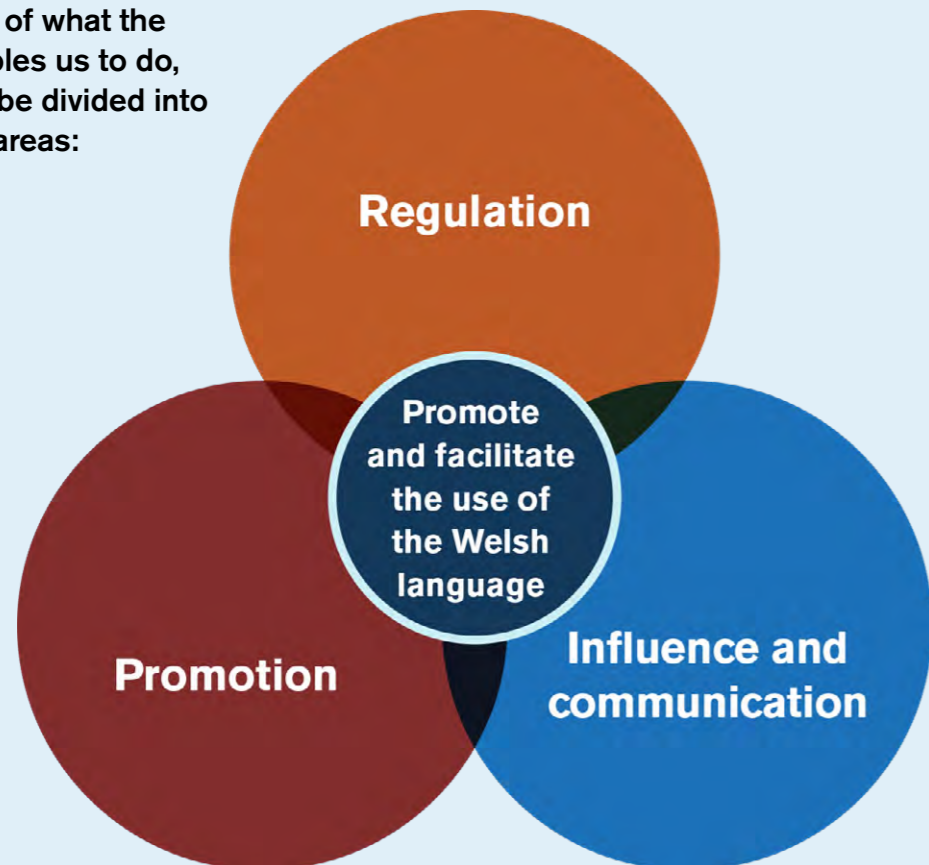 of what the
us to do,
be divided into
areas:
Regulation
Promote
and facilitate
the use of
the Welsh
language
Promotion
Influence and
communication